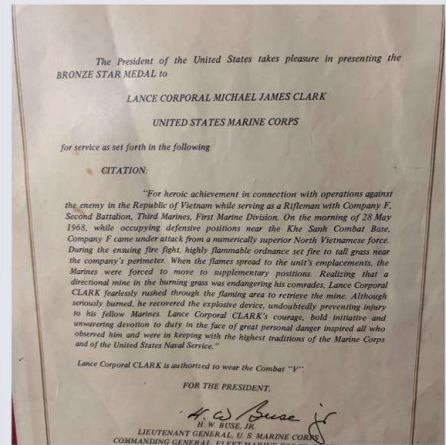 The President of the United States takes pleasure in presenting the
BRONZE STAR MEDAL to
LANCE CORPORAL MICHAEL JAMES CLARK
UNITED STATES MARINE CORPS
for service as set forth in the following
CITATION:
"For heroic achievement in connection with operations against
the enemy in the Republic of Vietnam while serving as a Rifleman with Company F,
Second Battalion, Third Marines, First Marine Division. On the morning of 28 May
1968, while occupying defensive positions near the Khe Sanh Combat Base,
Company F came under attack from a numerically superior North Vietnamese force.
During the ensuing fire fight, highly flammable ordnance set fire to tall grass near
the company's perimeter. When the flames spread to the unit's emplacements, the
Marines were forced to move to supplementary positions. Realizing that a
directional mine in the burning grass was endangering his comrades, Lance Corporal
CLARK fearlessly rushed through the flaming area to retrieve the mine. Although
seriously burned, he recovered the explosive device, undoubtedly preventing injury
to his fellow Marines. Lance Corporal CLARK's courage, bold initiative and
unwavering devotion to duty in the face of great personal danger inspired all who
observed him and were in keeping with the highest traditions of the Marine Corps
and of the United States Naval Service."
Lance Corporal CLARK is authorized to wear the Combat "V".
FOR THE PRESIDENT,
H. W. Buse jr
H. W. BUSE, JR.
LIEUTENANT GENERAL, U. S. MARINE CORPS
COMMANDING GENERAL, FLEET MARINE